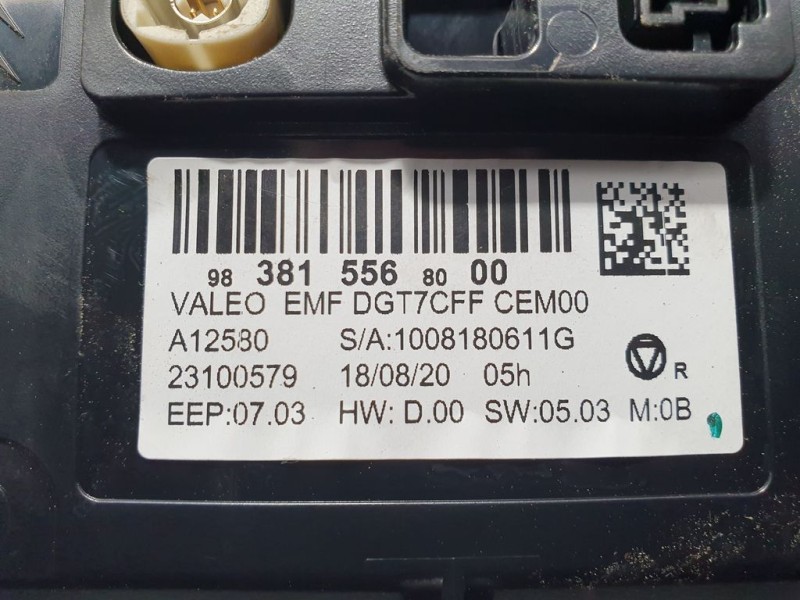 98 381 556 80 00
VALEO EMF DGT7CFF CEM00
A12580 S/A:1008180611G
23100579 18/08/20 05h R
EEP:07.03 HW: D.00 SW:05.03 M:0B